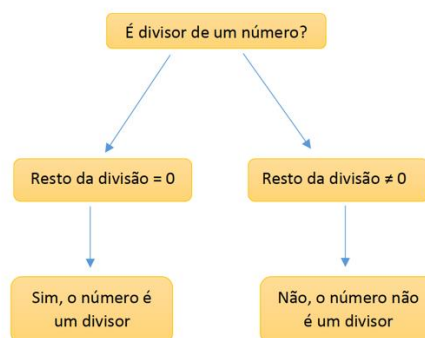 É divisor de um número?
Resto da divisão = 0
Resto da divisão ≠ 0
Sim, o número é
um divisor
Não, o número não
é um divisor